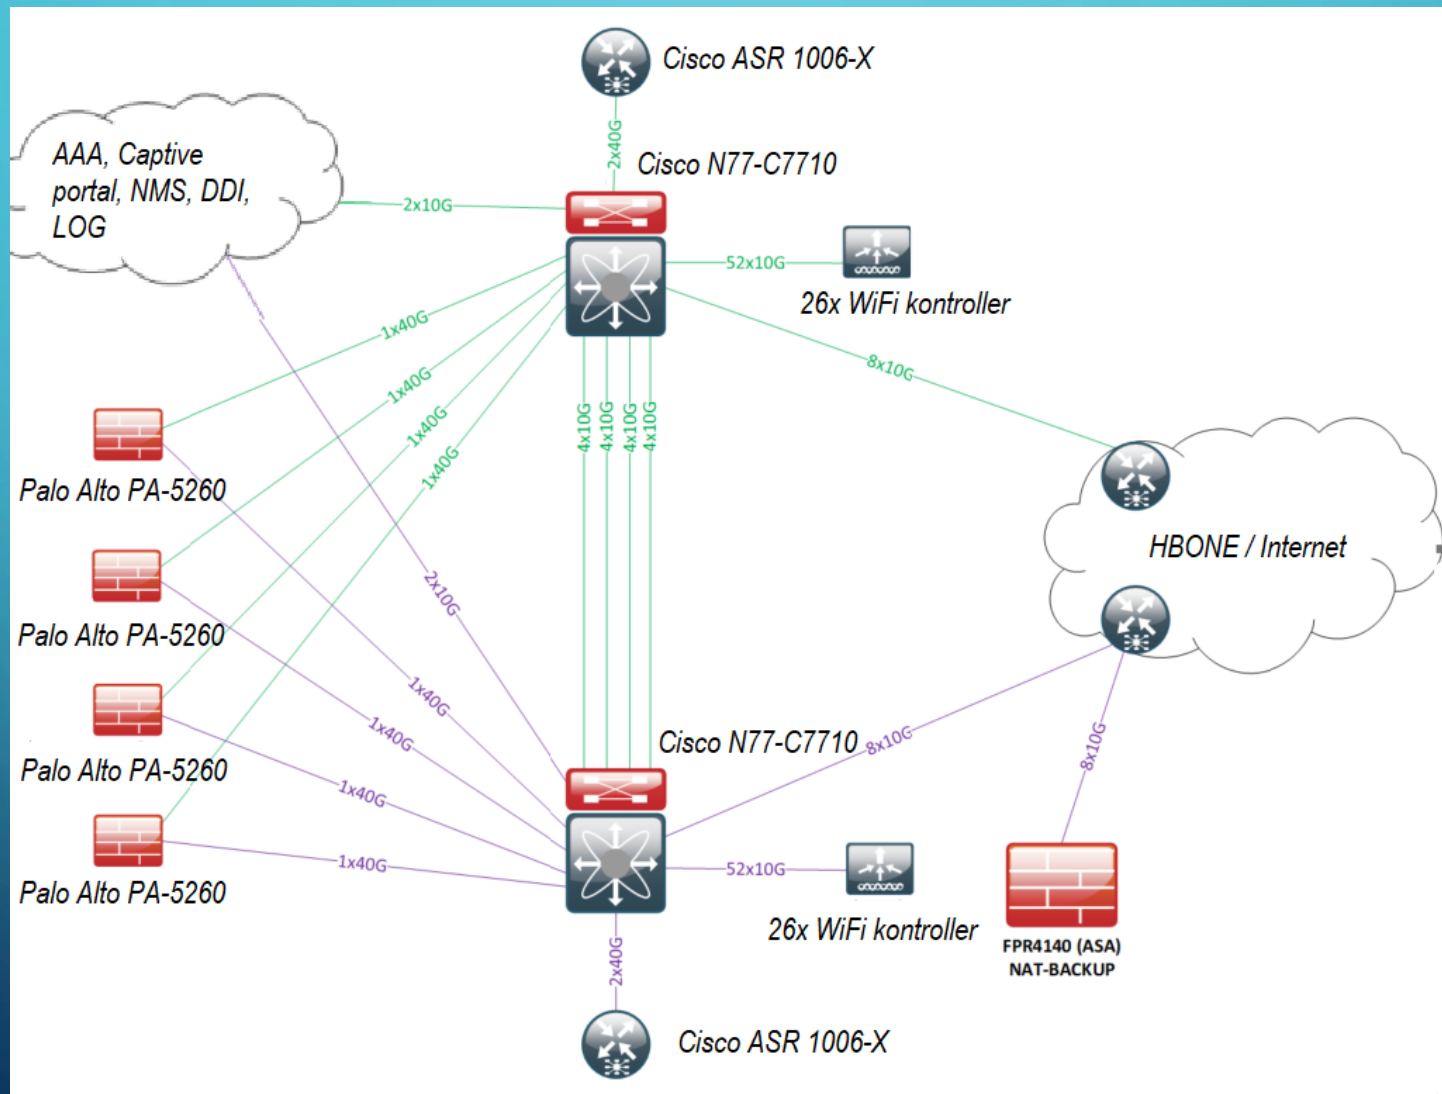 Cisco ASR 1006-X
2x40G
Cisco N77-C7710
AAA, Captive
portal, NMS, DDI,
LOG
2x10G
52x10G
26x WiFi kontroller
1x40G
1x40G
1x40G
1x40G
8x10G
4x10G
4x10G
4x10G
4x10G
Palo Alto PA-5260
Palo Alto PA-5260
Palo Alto PA-5260
Palo Alto PA-5260
HBONE / Internet
2x10G
1x40G
1x40G
1x40G
1x40G
Cisco N77-C7710
8x10G
8x10G
52x10G
26x WiFi kontroller
FPR4140 (ASA)
NAT-BACKUP
2x40G
Cisco ASR 1006-X